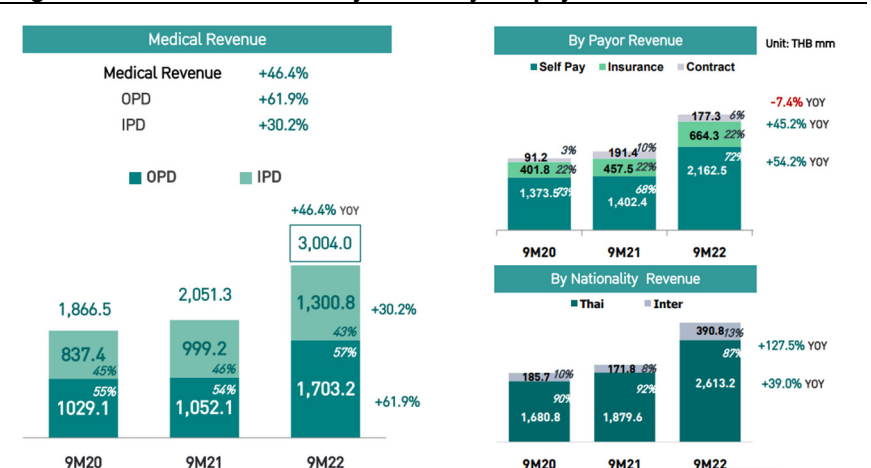 Medical Revenue
Medical Revenue +46.4%
OPD +61.9%
IPD +30.2%
OPD IPD
+46.4% YOY
3,004.0
1,866.5
2,051.3
837.4
45%
55%
1029.1
999.2
46%
54%
1,052.1
1,300.8
43%
57%
1,703.2
+30.2%
+61.9%
9M20 9M21 9M22
By Payor Revenue
Unit: THB mm
Self Pay Insurance Contract
91.2 3%
401.8 22%
1,373.5 73%
191.4 10%
457.5 22%
68%
1,402.4
177.3 6%
664.3 22%
72%
2,162.5
-7.4% YOY
+45.2% YOY
+54.2% YOY
9M20 9M21 9M22
By Nationality Revenue
Thai Inter
185.7 10%
90%
1,680.8
171.8 8%
92%
1,879.6
390.8 13%
87%
2,613.2
+127.5% YOY
+39.0% YOY
9M20 9M21 9M22